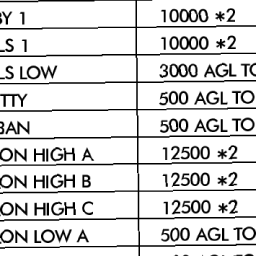 BY 1 10000 *2
LS 1 10000 *2
LS LOW 3000 AGL TO
TTY 500 AGL TO
BAN 500 AGL TO
ON HIGH A 12500 *2
ON HIGH B 12500 *2
ON HIGH C 12500 *2
ON LOW A 500 AGL TO